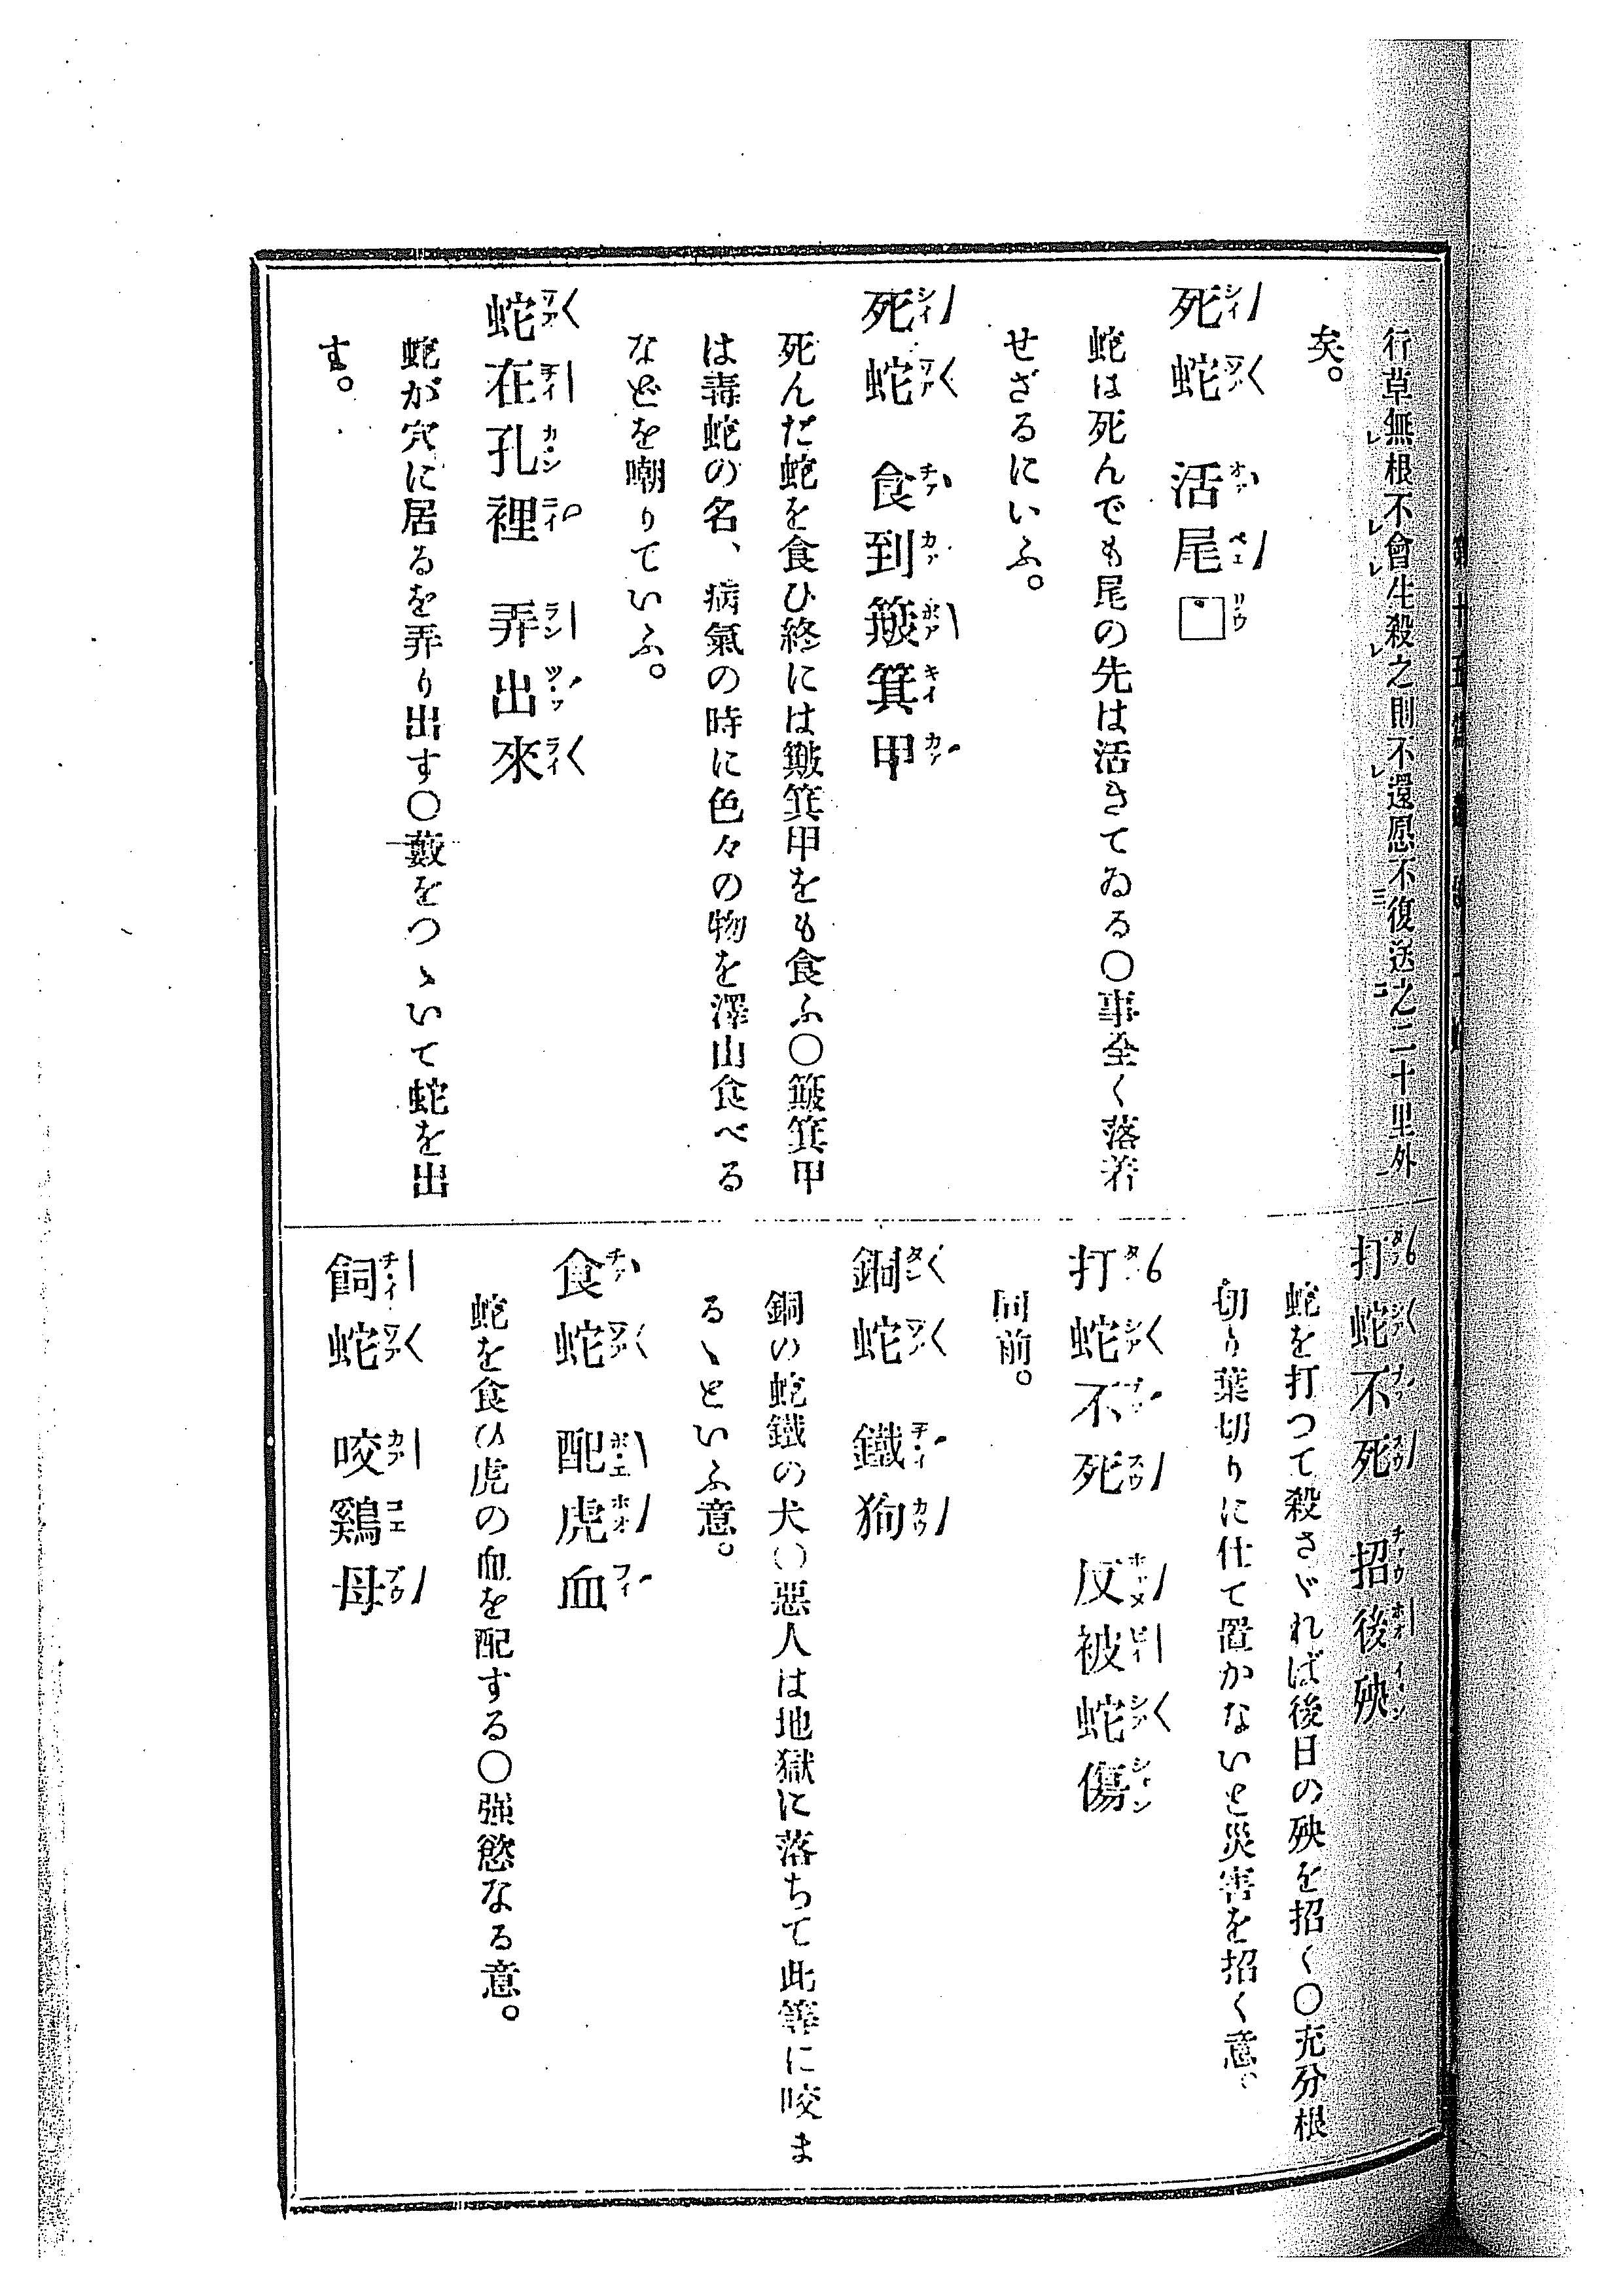 行草無根不會生殺之則不還愿不復送之二十里外
矣。
死蛇 活尾□
蛇は死んでも尾の先は活きてゐる〇事全く落着
せざるにいふ。
死蛇 食到簸箕甲
死んだ蛇を食ひ終には簸箕甲をも食ふ〇簸箕甲
は毒蛇の名、病氣の時に色々の物を澤山食べる
などを嘲りていふ。
蛇在孔裡 弄出來
蛇が穴に居るを弄り出す〇藪をつゝいて蛇を出
す。
打蛇不死 招後殃
蛇を打つて殺さゞれば後日の殃を招く〇充分根
切り葉切りに仕て置かないと災害を招く意。
打蛇不死 反被蛇傷
同前。
銅蛇 鐵狗
銅の蛇鐵の犬〇惡人は地獄に落ちて此等に咬ま
るゝといふ意。
食蛇 配虎血
蛇を食ひ虎の血を配する〇强慾なる意。
飼蛇 咬鷄母